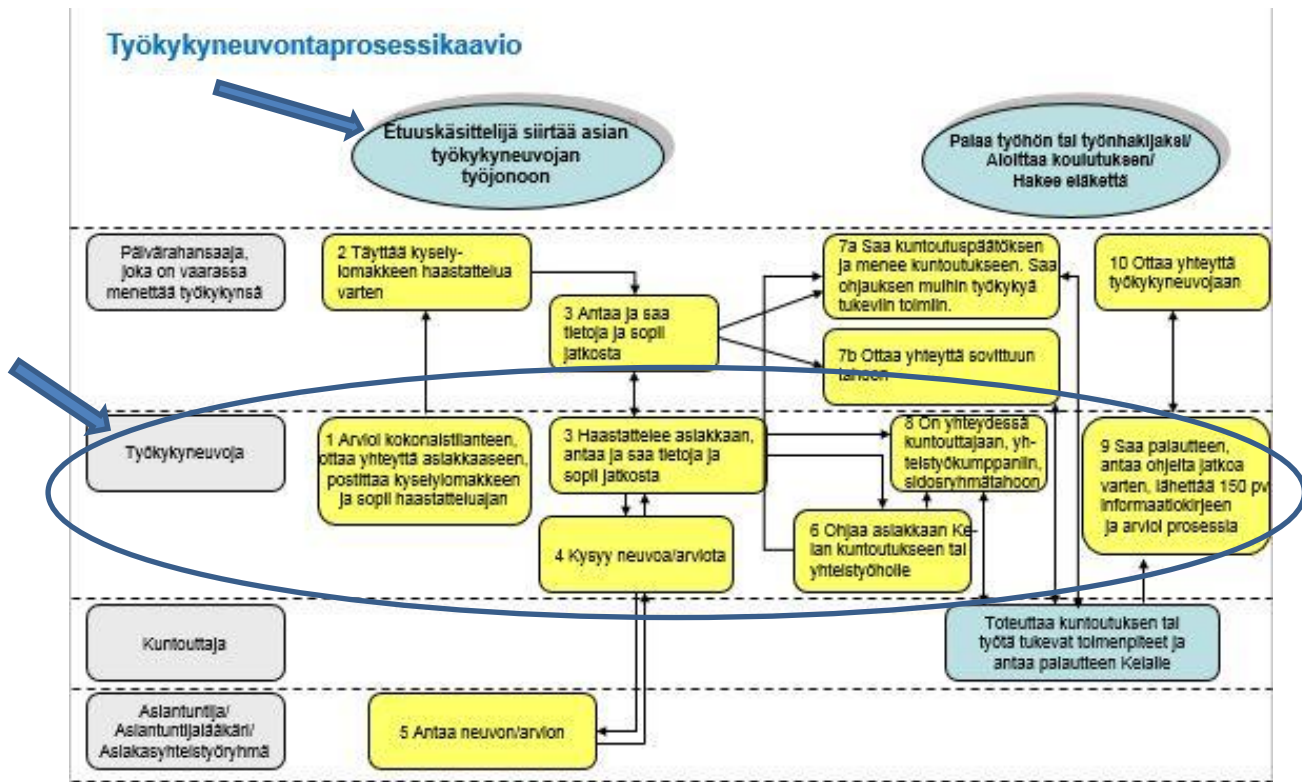 Työkykyneuvontaprosessikaavio
Etuuskäsittelijä siirtää asian
työkykyneuvojan
työjonoon
Palaa työhön tai työnhakijaksi/
Aloittaa koulutuksen/
Hakee eläkettä
Päivärahansaaja,
joka on vaarassa
menettää työkykynsä
2 Täyttää kysely-
lomakkeen haastattelua
varten
3 Antaa ja saa
tietoja ja sopii
jatkosta
7a Saa kuntoutuspäätöksen
ja menee kuntoutukseen. Saa
ohjauksen muihin työkykyä
tukeviin toimiin.
7b Ottaa yhteyttä sovittuun
tahoon
10 Ottaa yhteyttä
työkykyneuvojaan
Työkykyneuvoja
1 Arvioi kokonaistilanteen,
ottaa yhteyttä asiakkaaseen,
postittaa kyselylomakkeen
ja sopii haastatteluajan
3 Haastattelee asiakkaan,
antaa ja saa tietoja ja
sopii jatkosta
4 Kysyy neuvoa/arviota
6 Ohjaa asiakkaan Ke-
lan kuntoutukseen tai
yhteistyöholle
8 On yhteydessä
kuntouttajaan, yh-
teistyökumppaniin,
sidosryhmätahoon
9 Saa palautteen,
antaa ohjeita jatkoa
varten, lähettää 150 pv
informaatiokirjeen
ja arvioi prosessia
Kuntouttaja
Toteuttaa kuntoutuksen tai
työtä tukevat toimenpiteet ja
antaa palautteen Kelalle
Asiantuntija/
Asiantuntijalääkäri/
Asiakasyhteistyöryhmä
5 Antaa neuvon/arvion